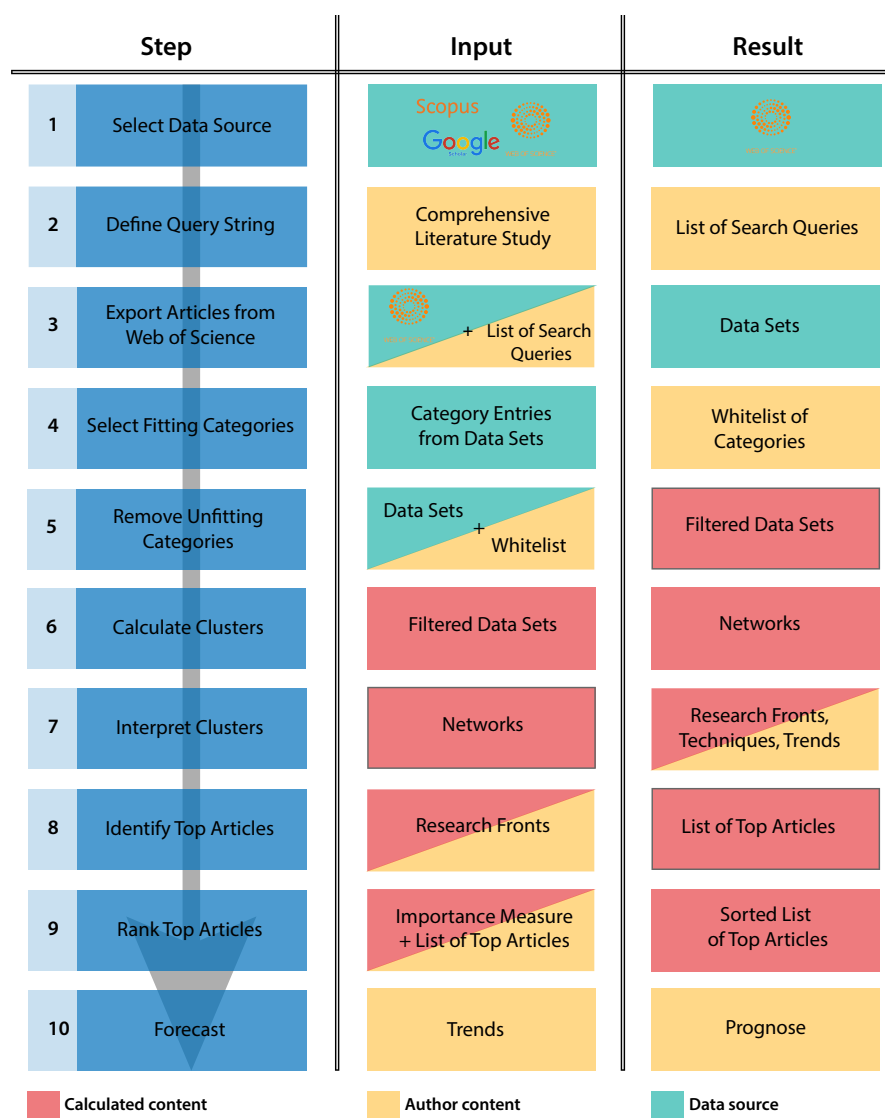 Step
Input
Result
1
Select Data Source
Scopus
Google
2
Define Query String
Comprehensive
Literature Study
List of Search Queries
3
Export Articles from
Web of Science
+ List of Search
Queries
Data Sets
4
Select Fitting Categories
Category Entries
from Data Sets
Whitelist of
Categories
5
Remove Unfitting
Categories
Data Sets
+
Whitelist
Filtered Data Sets
6
Calculate Clusters
Filtered Data Sets
Networks
7
Interpret Clusters
Networks
Research Fronts,
Techniques, Trends
8
Identify Top Articles
Research Fronts
List of Top Articles
9
Rank Top Articles
Importance Measure
+ List of Top Articles
Sorted List
of Top Articles
10
Forecast
Trends
Prognose
Calculated content
Author content
Data source